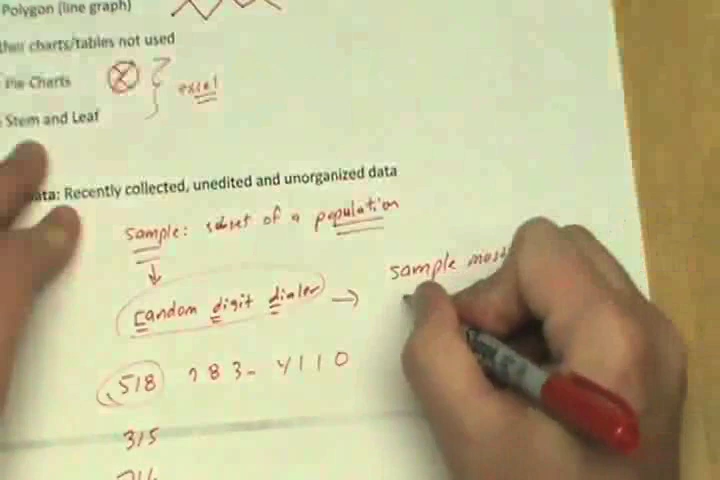 Polygon (line graph)
ther charts/tables not used
Pie Charts
excel
Stem and Leaf
ata: Recently collected, unedited and unorganized data
sample: subset of a population
random digit dialer
sample mus
518 783-4110
315